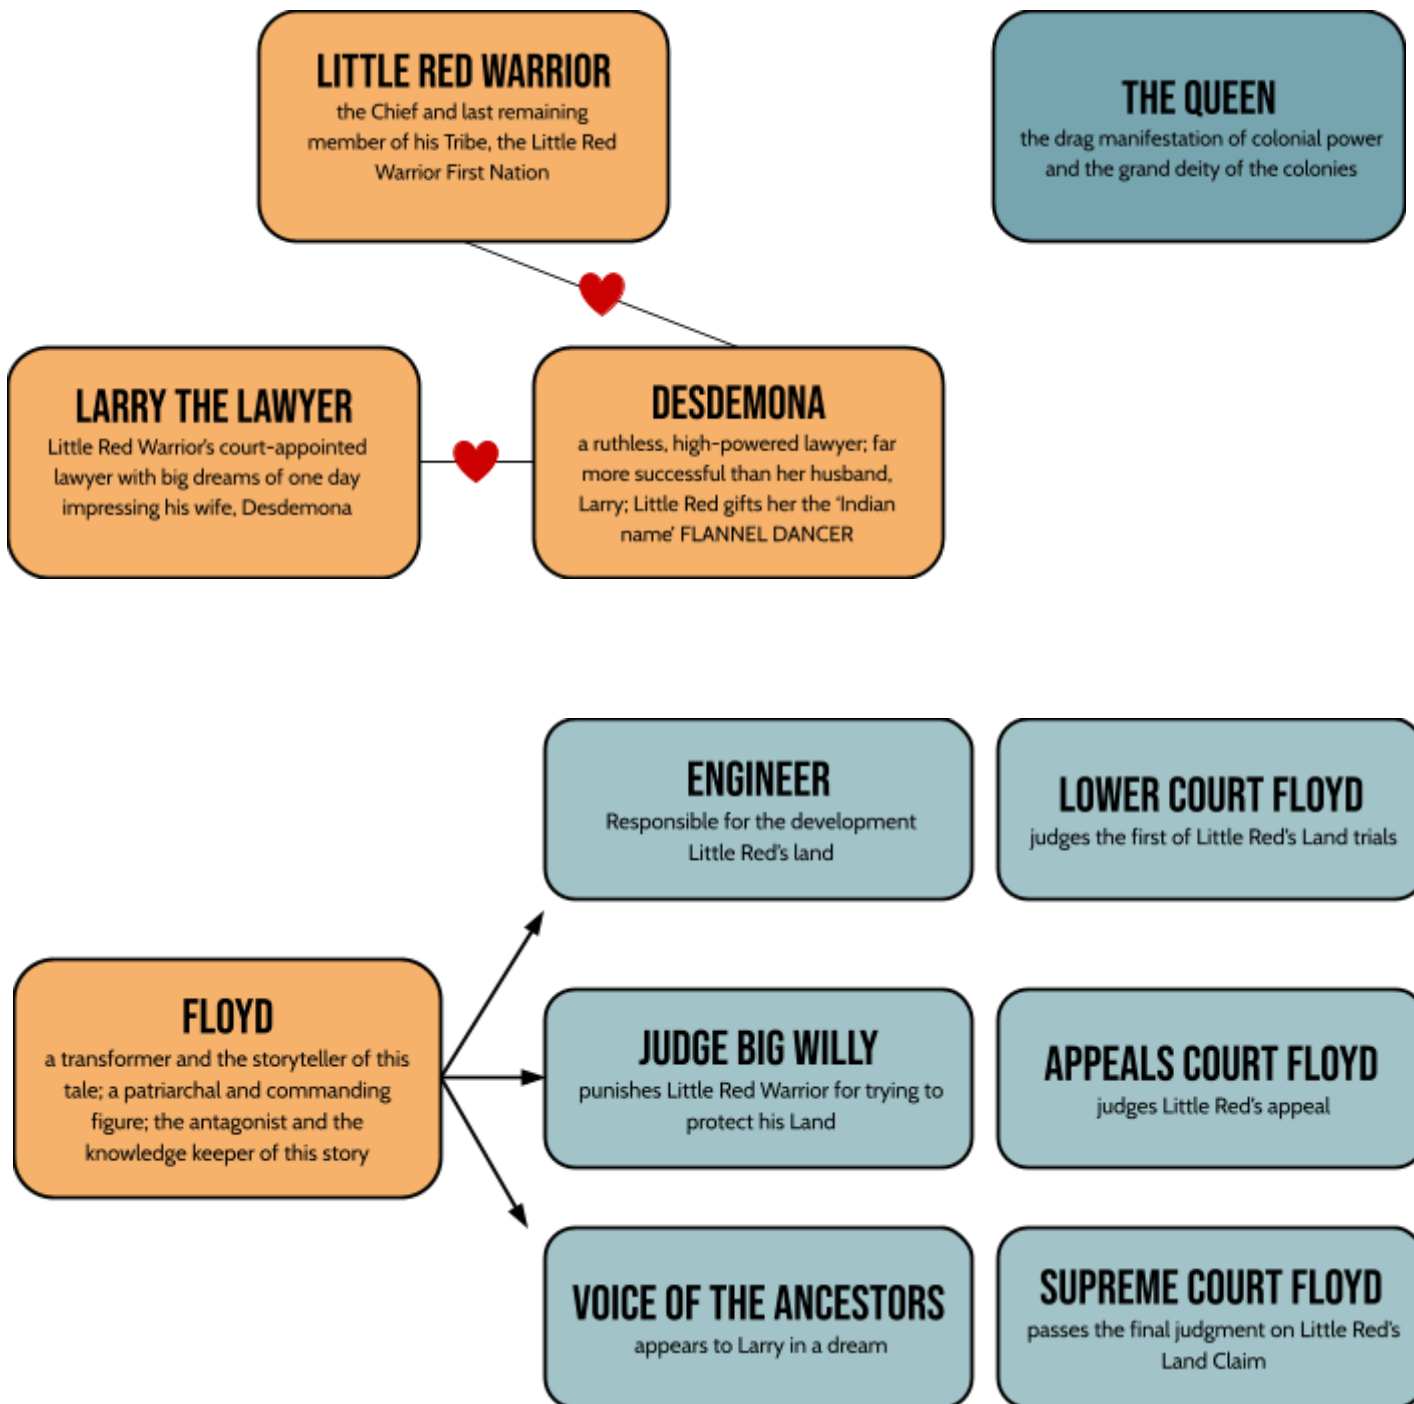 LITTLE RED WARRIOR
the Chief and last remaining
member of his Tribe, the Little Red
Warrior First Nation
THE QUEEN
the drag manifestation of colonial power
and the grand deity of the colonies
LARRY THE LAWYER
Little Red Warrior's court-appointed
lawyer with big dreams of one day
impressing his wife, Desdemona
DESDEMONA
a ruthless, high-powered lawyer; far
more successful than her husband,
Larry; Little Red gifts her the 'Indian
name' FLANNEL DANCER
ENGINEER
Responsible for the development
Little Red's land
LOWER COURT FLOYD
judges the first of Little Red's Land trials
FLOYD
a transformer and the storyteller of this
tale; a patriarchal and commanding
figure; the antagonist and the
knowledge keeper of this story
JUDGE BIG WILLY
punishes Little Red Warrior for trying to
protect his Land
APPEALS COURT FLOYD
judges Little Red's appeal
VOICE OF THE ANCESTORS
appears to Larry in a dream
SUPREME COURT FLOYD
passes the final judgment on Little Red's
Land Claim